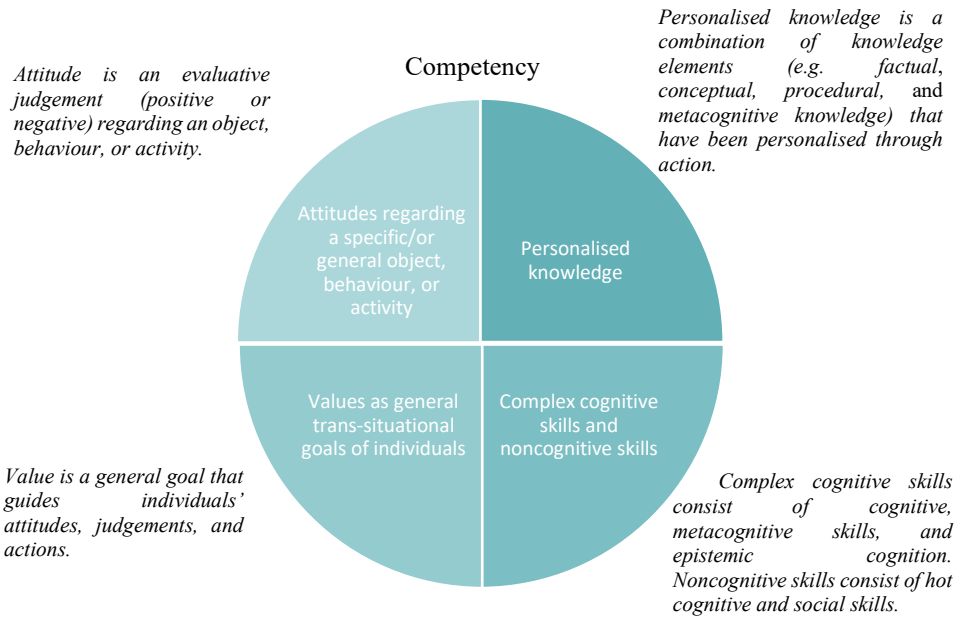 Competency
Attitude is an evaluative
judgement (positive or
negative) regarding an object,
behaviour, or activity.
Personalised knowledge is a
combination of knowledge
elements (e.g. factual,
conceptual, procedural, and
metacognitive knowledge) that
have been personalised through
action.
Attitudes regarding
a specific/or
general object,
behaviour, or
activity
Personalised
knowledge
Values as general
trans-situational
goals of individuals
Complex cognitive
skills and
noncognitive skills
Value is a general goal that
guides individuals’
attitudes, judgements, and
actions.
Complex cognitive skills
consist of cognitive,
metacognitive skills, and
epistemic cognition.
Noncognitive skills consist of hot
cognitive and social skills.